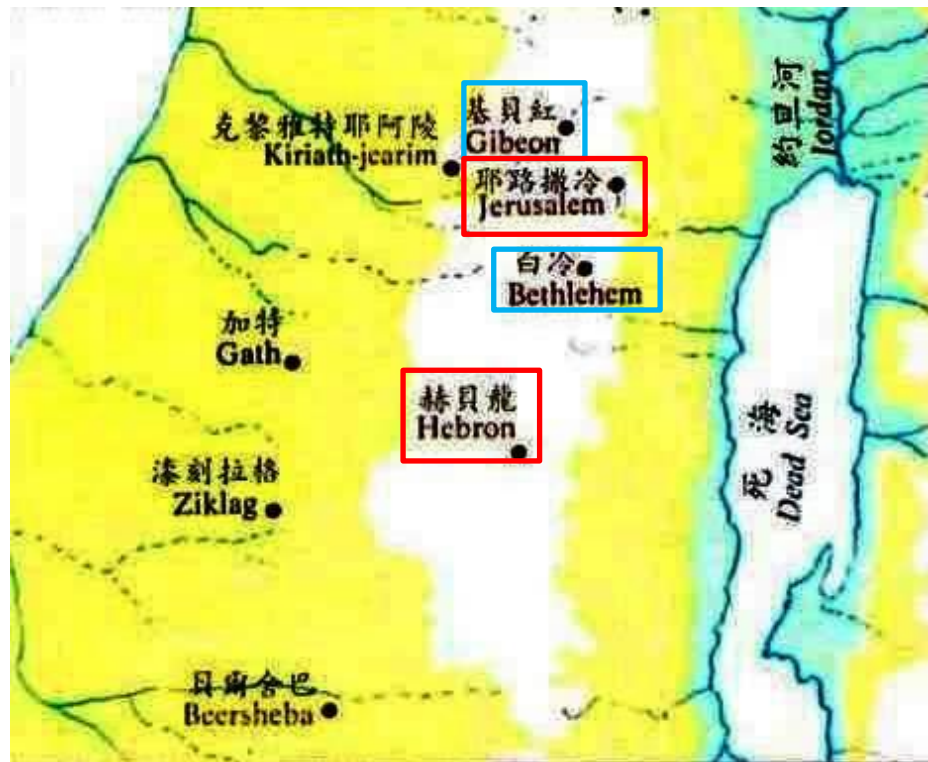 約旦河
Jordan
克黎雅特耶阿陵
Kiriath-jearim
基貝紅
Gibeon
耶路撒冷
Jerusalem
白冷
Bethlehem
加特
Gath
赫貝龍
Hebron
死海
Dead Sea
漆刻拉格
Ziklag
貝爾舍巴
Beersheba